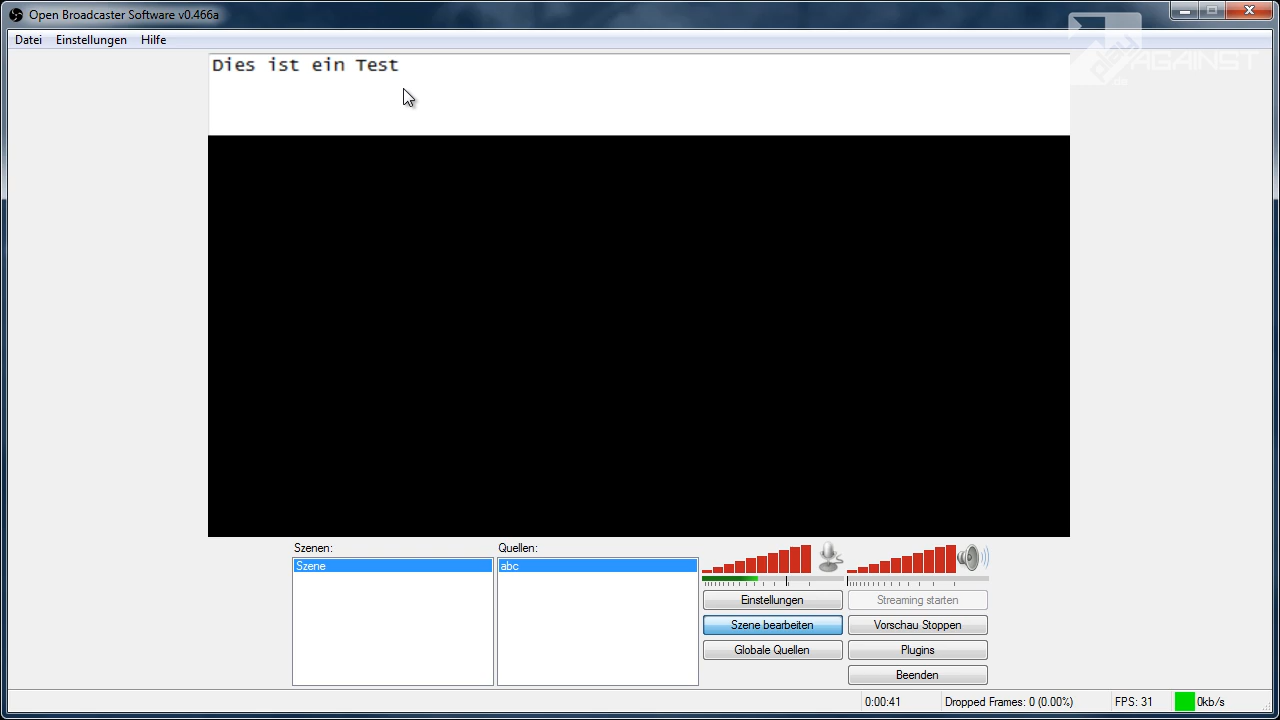 Open Broadcaster Software v0.466a
Datei Einstellungen Hilfe
play AGAINST
.de
Dies ist ein Test
Szenen: Quellen:
Szene abc
Einstellungen Streaming starten
Szene bearbeiten Vorschau Stoppen
Globale Quellen Plugins
Beenden
0:00:41 Dropped Frames: 0 (0.00%) FPS: 31 0kb/s